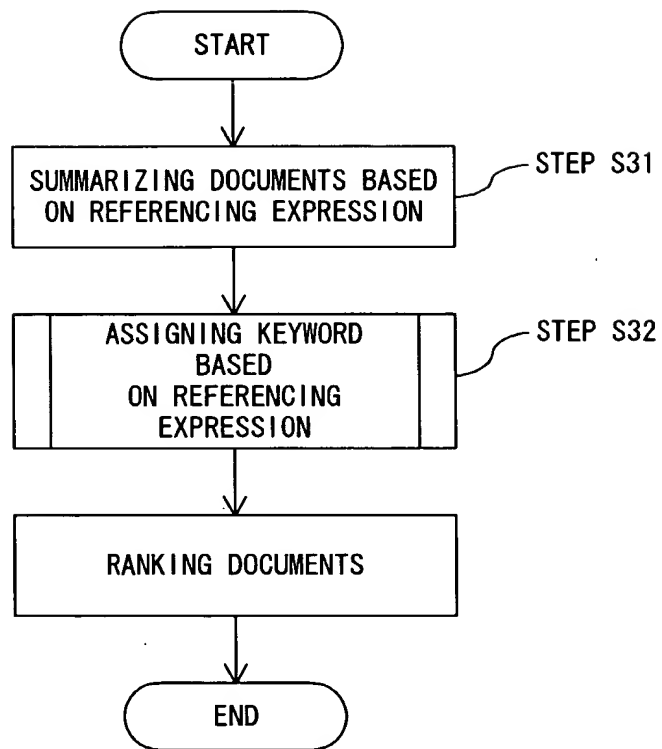 START
SUMMARIZING DOCUMENTS BASED
ON REFERENCING EXPRESSION
STEP S31
ASSIGNING KEYWORD
BASED
ON REFERENCING
EXPRESSION
STEP S32
RANKING DOCUMENTS
END